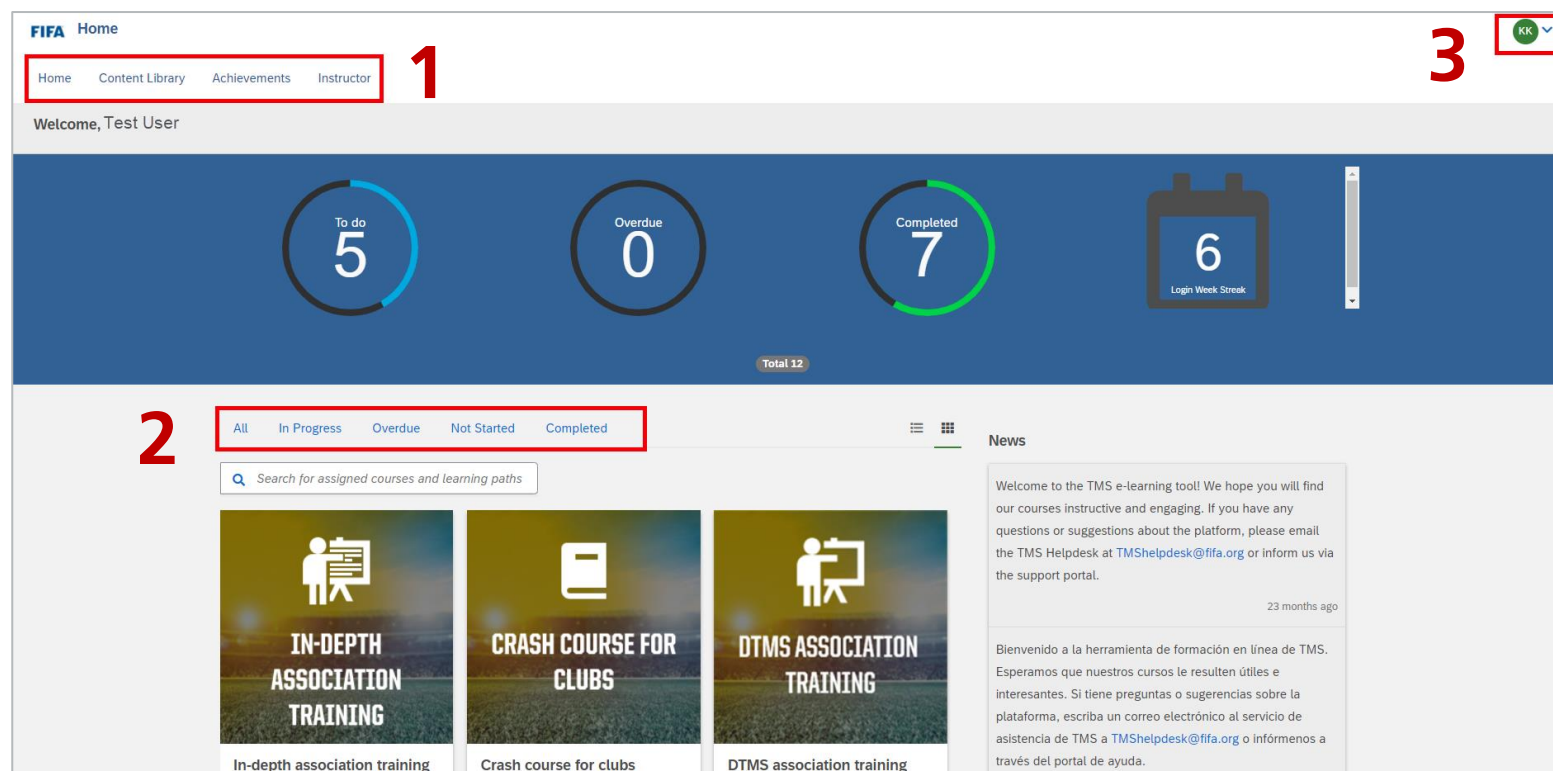 FIFA Home
1
3
KK
Home Content Library Achievements Instructor
Welcome, Test User
To do
5
Overdue
0
Completed
7
6
Login Week Streak
Total 12
2
All In Progress Overdue Not Started Completed
Search for assigned courses and learning paths
IN-DEPTH
ASSOCIATION
TRAINING
In-depth association training
CRASH COURSE FOR
CLUBS
Crash course for clubs
DTMS ASSOCIATION
TRAINING
DTMS association training
News
Welcome to the TMS e-learning tool! We hope you will find
our courses instructive and engaging. If you have any
questions or suggestions about the platform, please email
the TMS Helpdesk at TMShelpdesk@fifa.org or inform us via
the support portal.
23 months ago
Bienvenido a la herramienta de formación en línea de TMS.
Esperamos que nuestros cursos le resulten útiles e
interesantes. Si tiene preguntas o sugerencias sobre la
plataforma, escriba un correo electrónico al servicio de
asistencia de TMS a TMShelpdesk@fifa.org o infórmenos a
través del portal de ayuda.